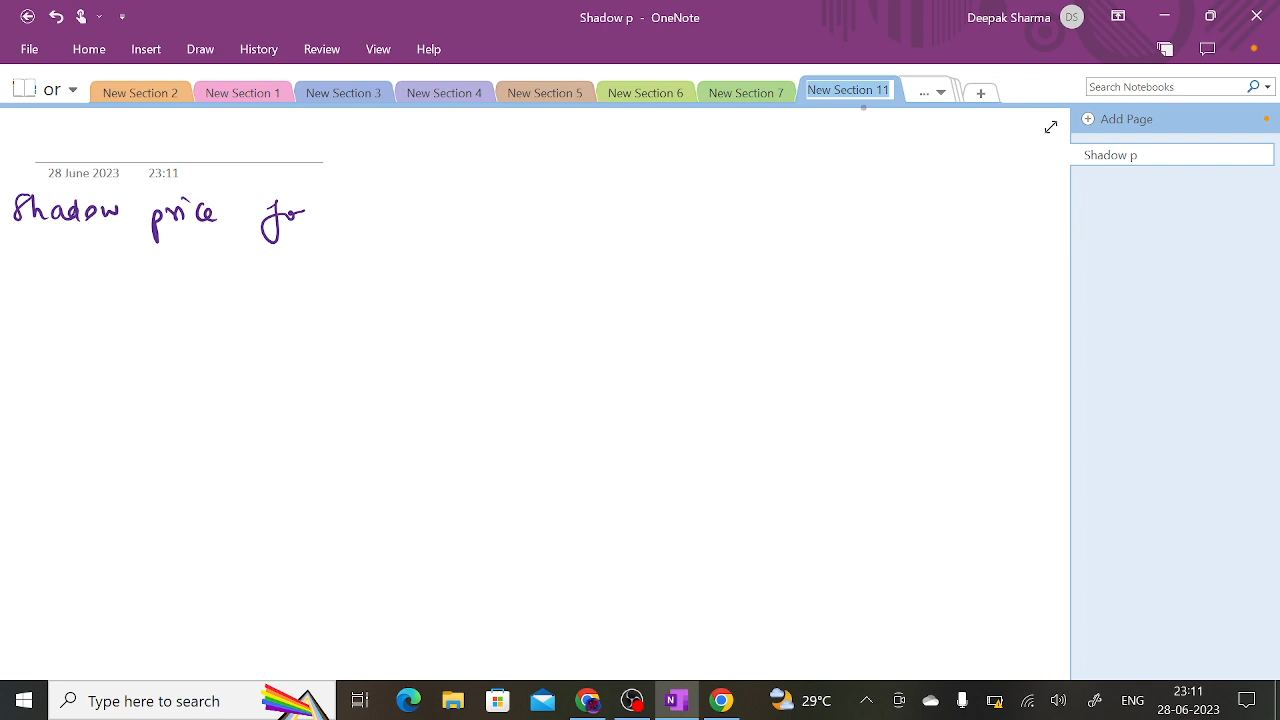 Shadow p - OneNote
Deepak Sharma DS
File Home Insert Draw History Review View Help
or New Section 2 New Section 1 New Section 3 New Section 4 New Section 5 New Section 6 New Section 7 New Section 11 ... + Search Notebooks
Add Page
Shadow p
28 June 2023 23:11
Shadow price fo
Type here to search
29°C ENG 23:11
28-06-2023